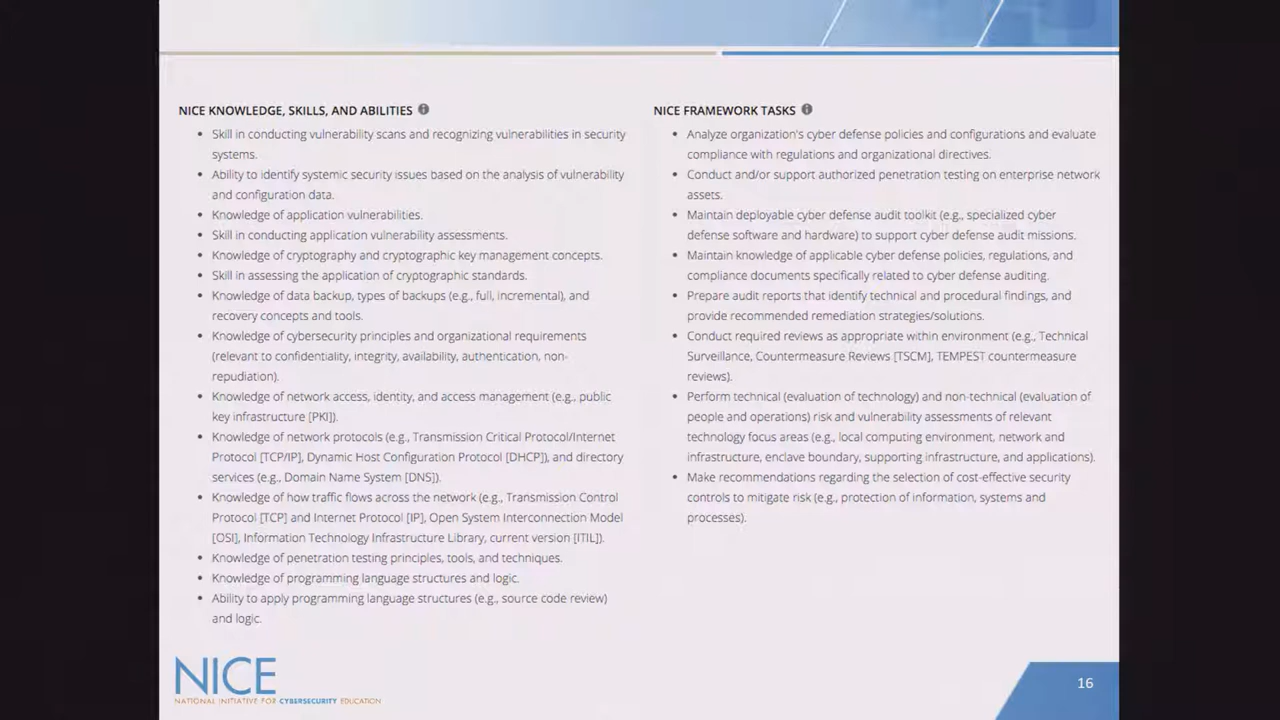 NICE KNOWLEDGE, SKILLS, AND ABILITIES
Skill in conducting vulnerability scans and recognizing vulnerabilities in security
systems.
Ability to identify systemic security issues based on the analysis of vulnerability
and configuration data.
Knowledge of application vulnerabilities.
Skill in conducting application vulnerability assessments.
Knowledge of cryptography and cryptographic key management concepts.
Skill in assessing the application of cryptographic standards.
Knowledge of data backup, types of backups (e.g., full, incremental), and
recovery concepts and tools.
Knowledge of cybersecurity principles and organizational requirements
(relevant to confidentiality, integrity, availability, authentication, non-
repudiation).
Knowledge of network access, identity, and access management (e.g., public
key infrastructure [PKI]).
Knowledge of network protocols (e.g., Transmission Critical Protocol/Internet
Protocol [TCP/IP], Dynamic Host Configuration Protocol [DHCP]), and directory
services (e.g., Domain Name System [DNS]).
Knowledge of how traffic flows across the network (e.g., Transmission Control
Protocol [TCP] and Internet Protocol [IP], Open System Interconnection Model
[OSI], Information Technology Infrastructure Library, current version [ITIL]).
Knowledge of penetration testing principles, tools, and techniques.
Knowledge of programming language structures and logic.
Ability to apply programming language structures (e.g., source code review)
and logic.
NICE FRAMEWORK TASKS
Analyze organization's cyber defense policies and configurations and evaluate
compliance with regulations and organizational directives.
Conduct and/or support authorized penetration testing on enterprise network
assets.
Maintain deployable cyber defense audit toolkit (e.g., specialized cyber
defense software and hardware) to support cyber defense audit missions.
Maintain knowledge of applicable cyber defense policies, regulations, and
compliance documents specifically related to cyber defense auditing.
Prepare audit reports that identify technical and procedural findings, and
provide recommended remediation strategies/solutions.
Conduct required reviews as appropriate within environment (e.g., Technical
Surveillance, Countermeasure Reviews [TSCM], TEMPEST countermeasure
reviews).
Perform technical (evaluation of technology) and non-technical (evaluation of
people and operations) risk and vulnerability assessments of relevant
technology focus areas (e.g., local computing environment, network and
infrastructure, enclave boundary, supporting infrastructure, and applications).
Make recommendations regarding the selection of cost-effective security
controls to mitigate risk (e.g., protection of information, systems and
processes).
NICE
NATIONAL INITIATIVE FOR CYBERSECURITY EDUCATION
16